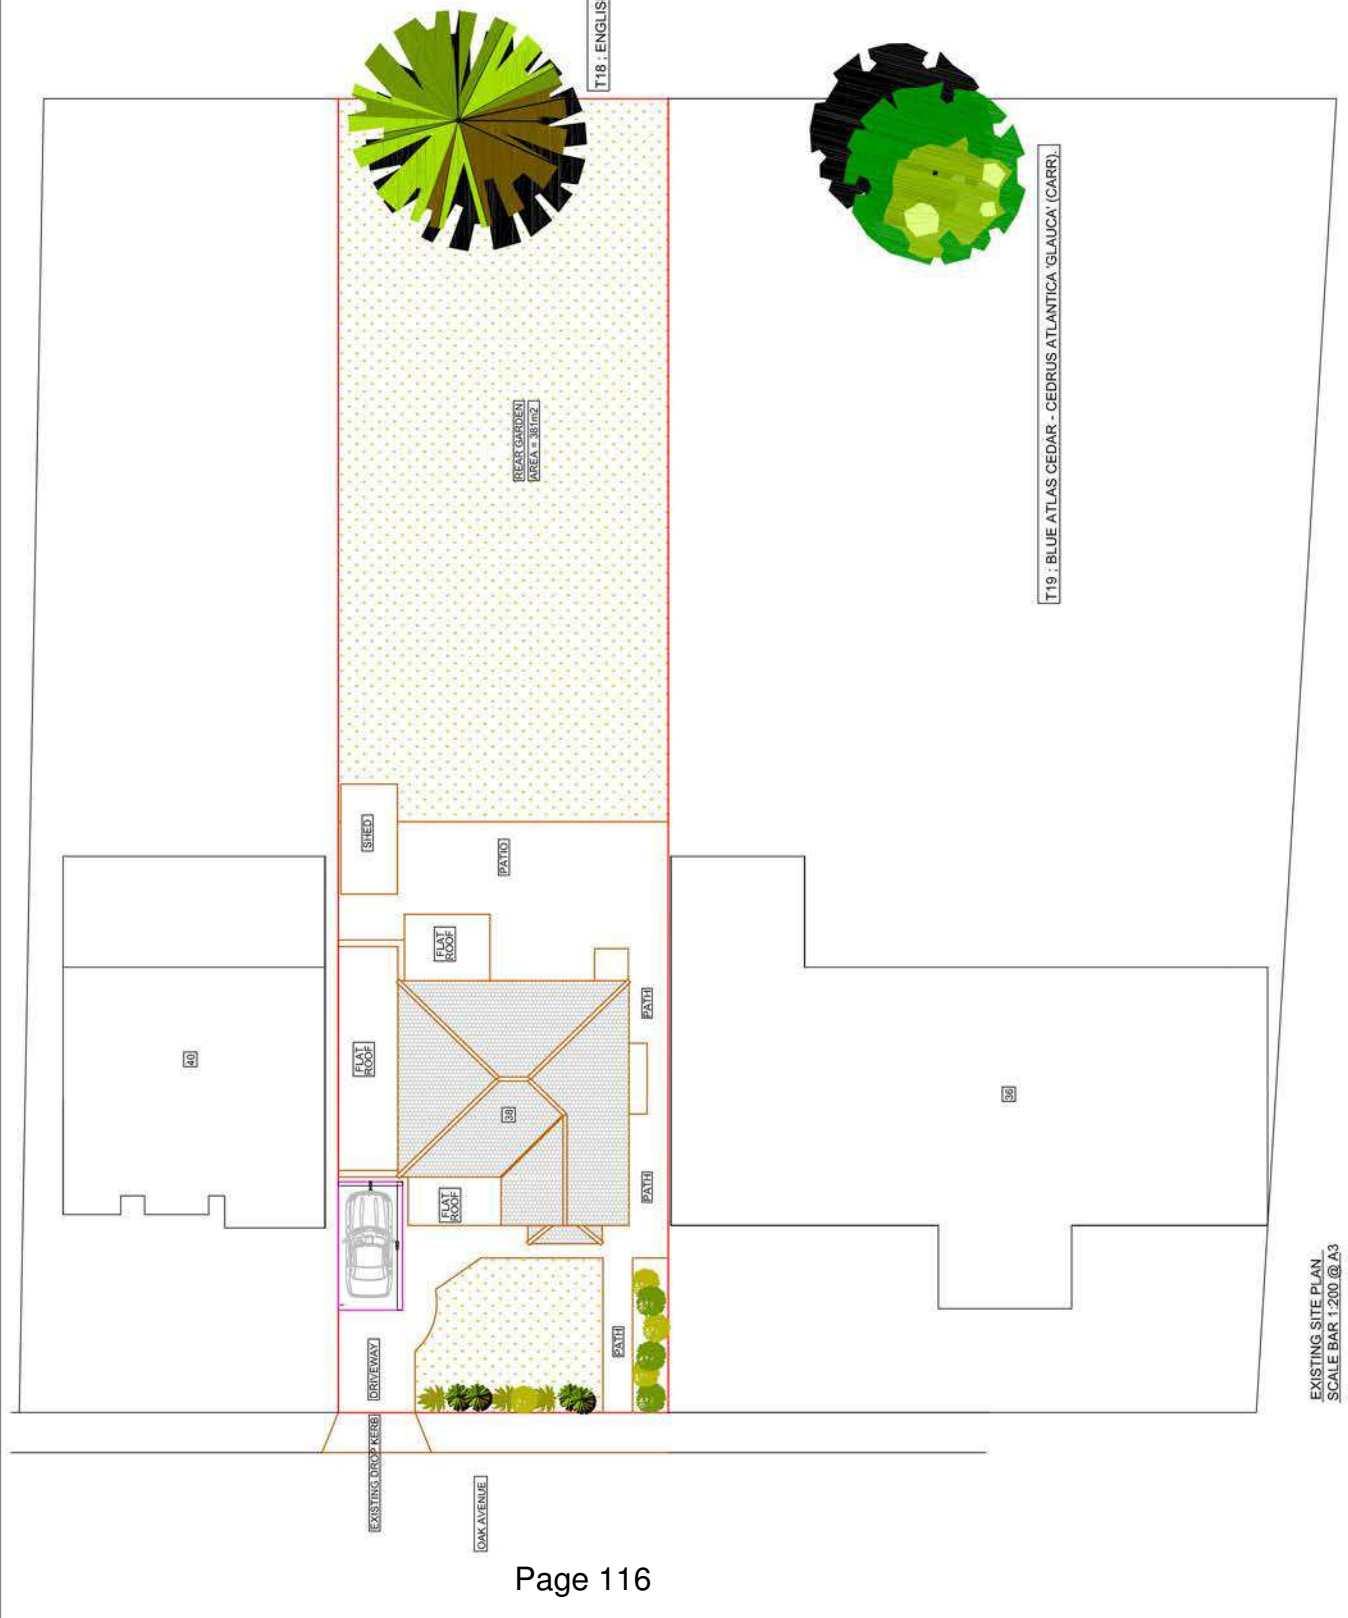 T18 : ENGLIS
T19 : BLUE ATLAS CEDAR - CEDRUS ATLANTICA 'GLAUCA' (CARR).
REAR GARDEN
AREA = 381m2
SHED
PATIO
FLAT
ROOF
FLAT
ROOF
PATH
40
38
36
FLAT
ROOF
PATH
PATH
DRIVEWAY
EXISTING DROP KERB
OAK AVENUE
EXISTING SITE PLAN
SCALE BAR 1:200 @ A3
Page 116